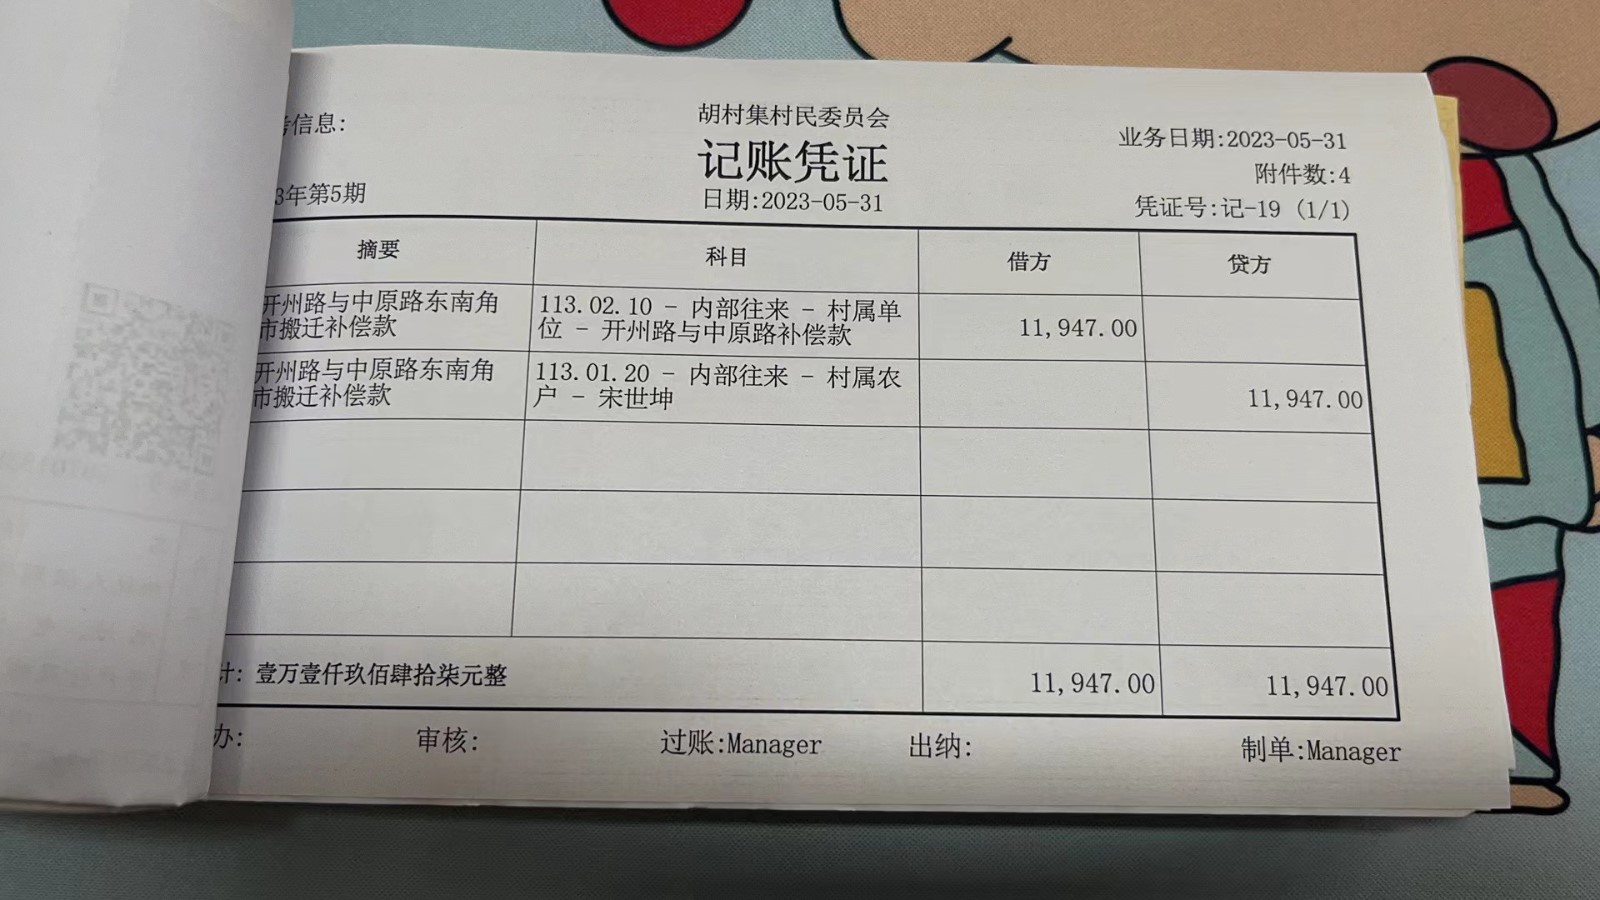 信息:
胡村集村民委员会
记账凭证
日期:2023-05-31
业务日期:2023-05-31
附件数:4
凭证号:记-19 (1/1)
3年第5期
摘要 科目 借方 贷方
开州路与中原路东南角
市搬迁补偿款
113.02.10 - 内部往来 - 村属单
位 - 开州路与中原路补偿款
11,947.00
开州路与中原路东南角
市搬迁补偿款
113.01.20 - 内部往来 - 村属农
户 - 宋世坤
11,947.00
计: 壹万壹仟玖佰肆拾柒元整 11,947.00 11,947.00
办: 审核: 过账:Manager 出纳: 制单:Manager